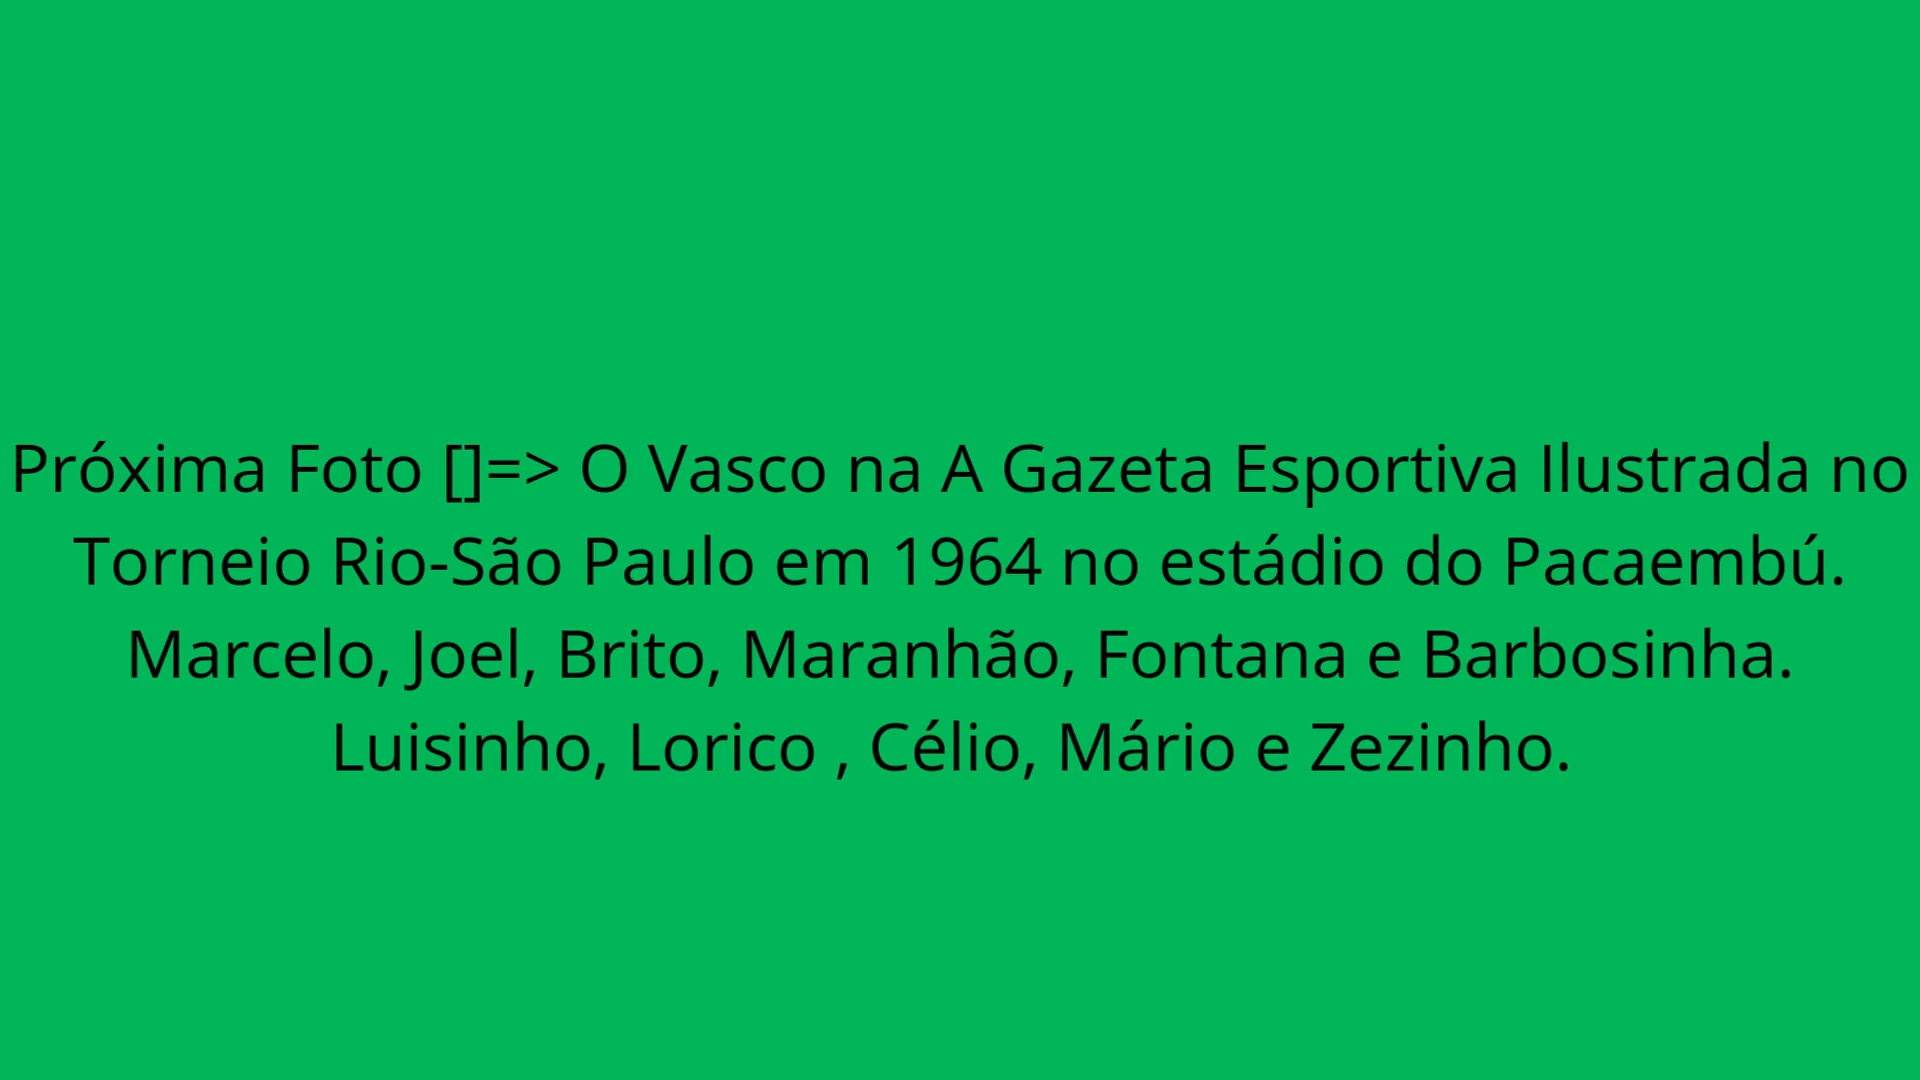 Próxima Foto []=> O Vasco na A Gazeta Esportiva Ilustrada no
Torneio Rio-São Paulo em 1964 no estádio do Pacaembú.
Marcelo, Joel, Brito, Maranhão, Fontana e Barbosinha.
Luisinho, Lorico , Célio, Mário e Zezinho.